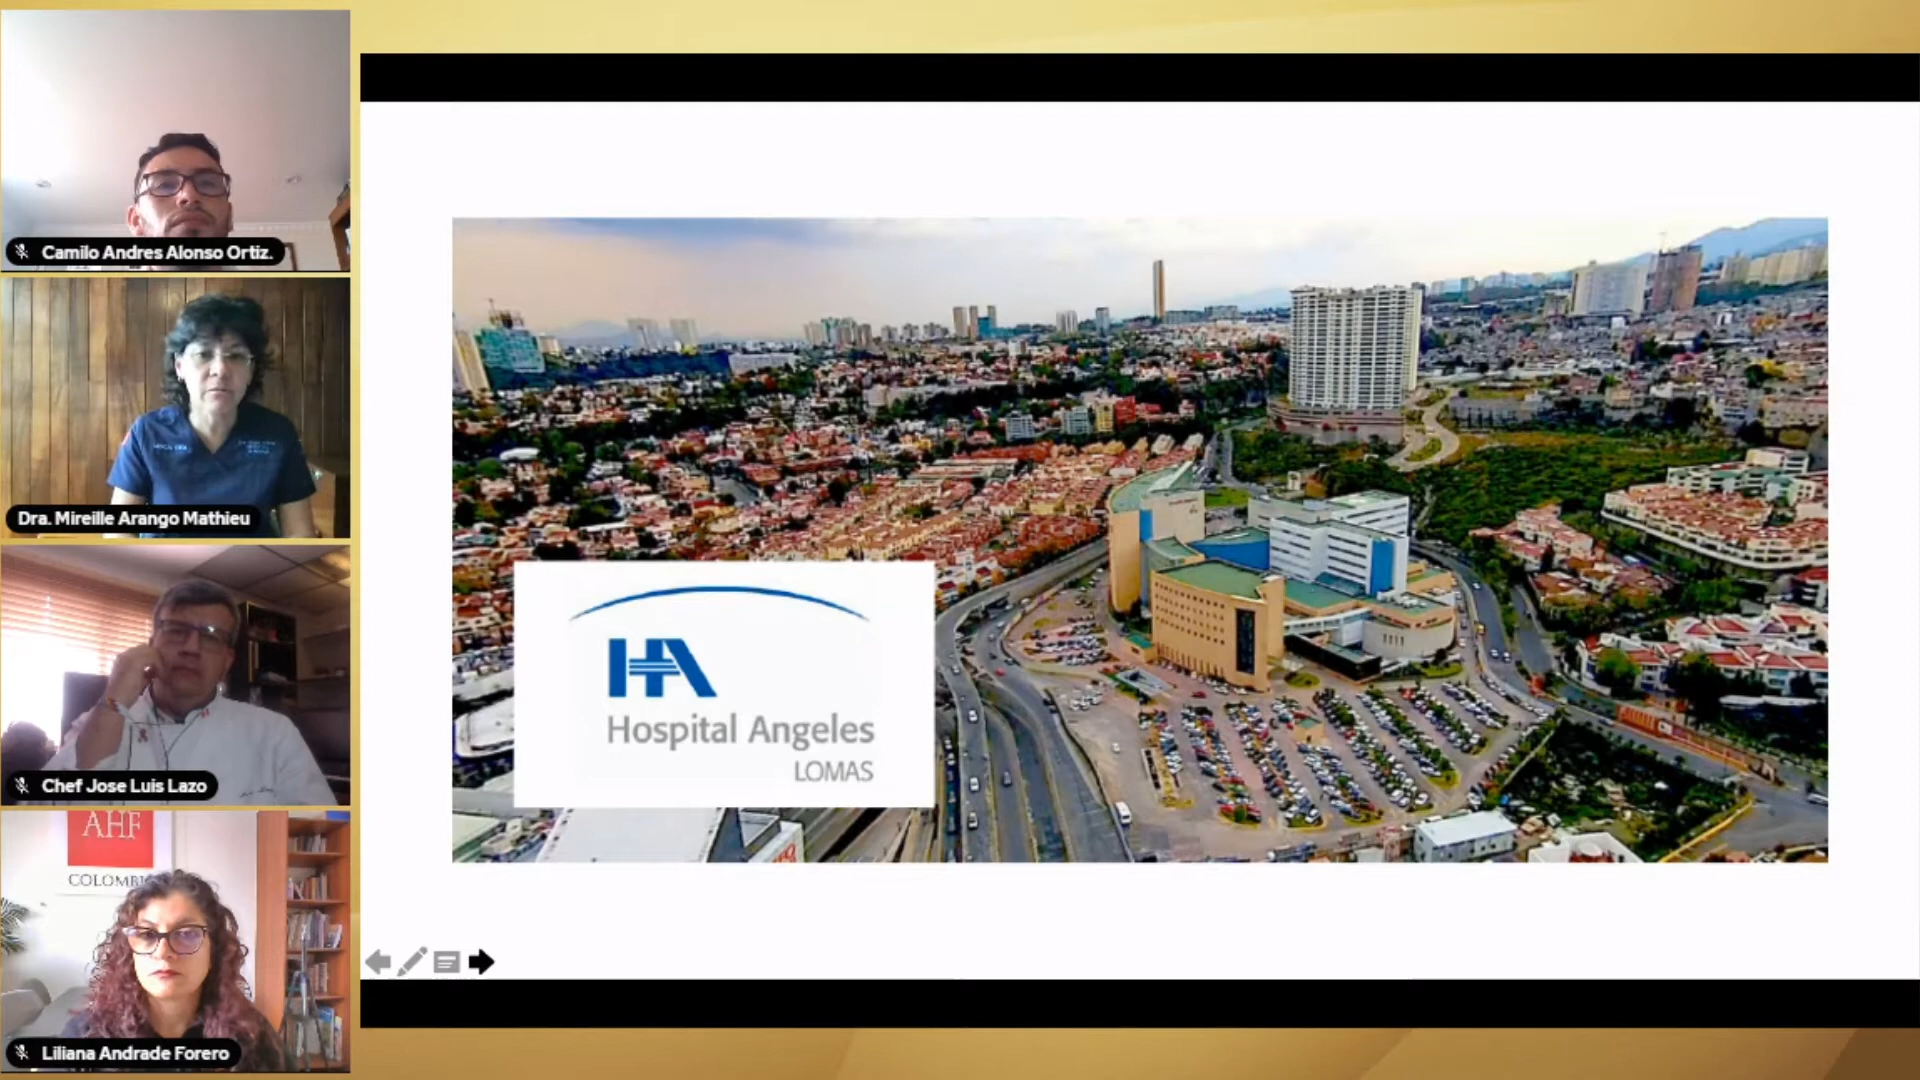 Camilo Andres Alonso Ortiz.
Dra. Mireille Arango Mathieu
Chef Jose Luis Lazo
AHF
COLOMBI
Liliana Andrade Forero
HA
Hospital Angeles
LOMAS